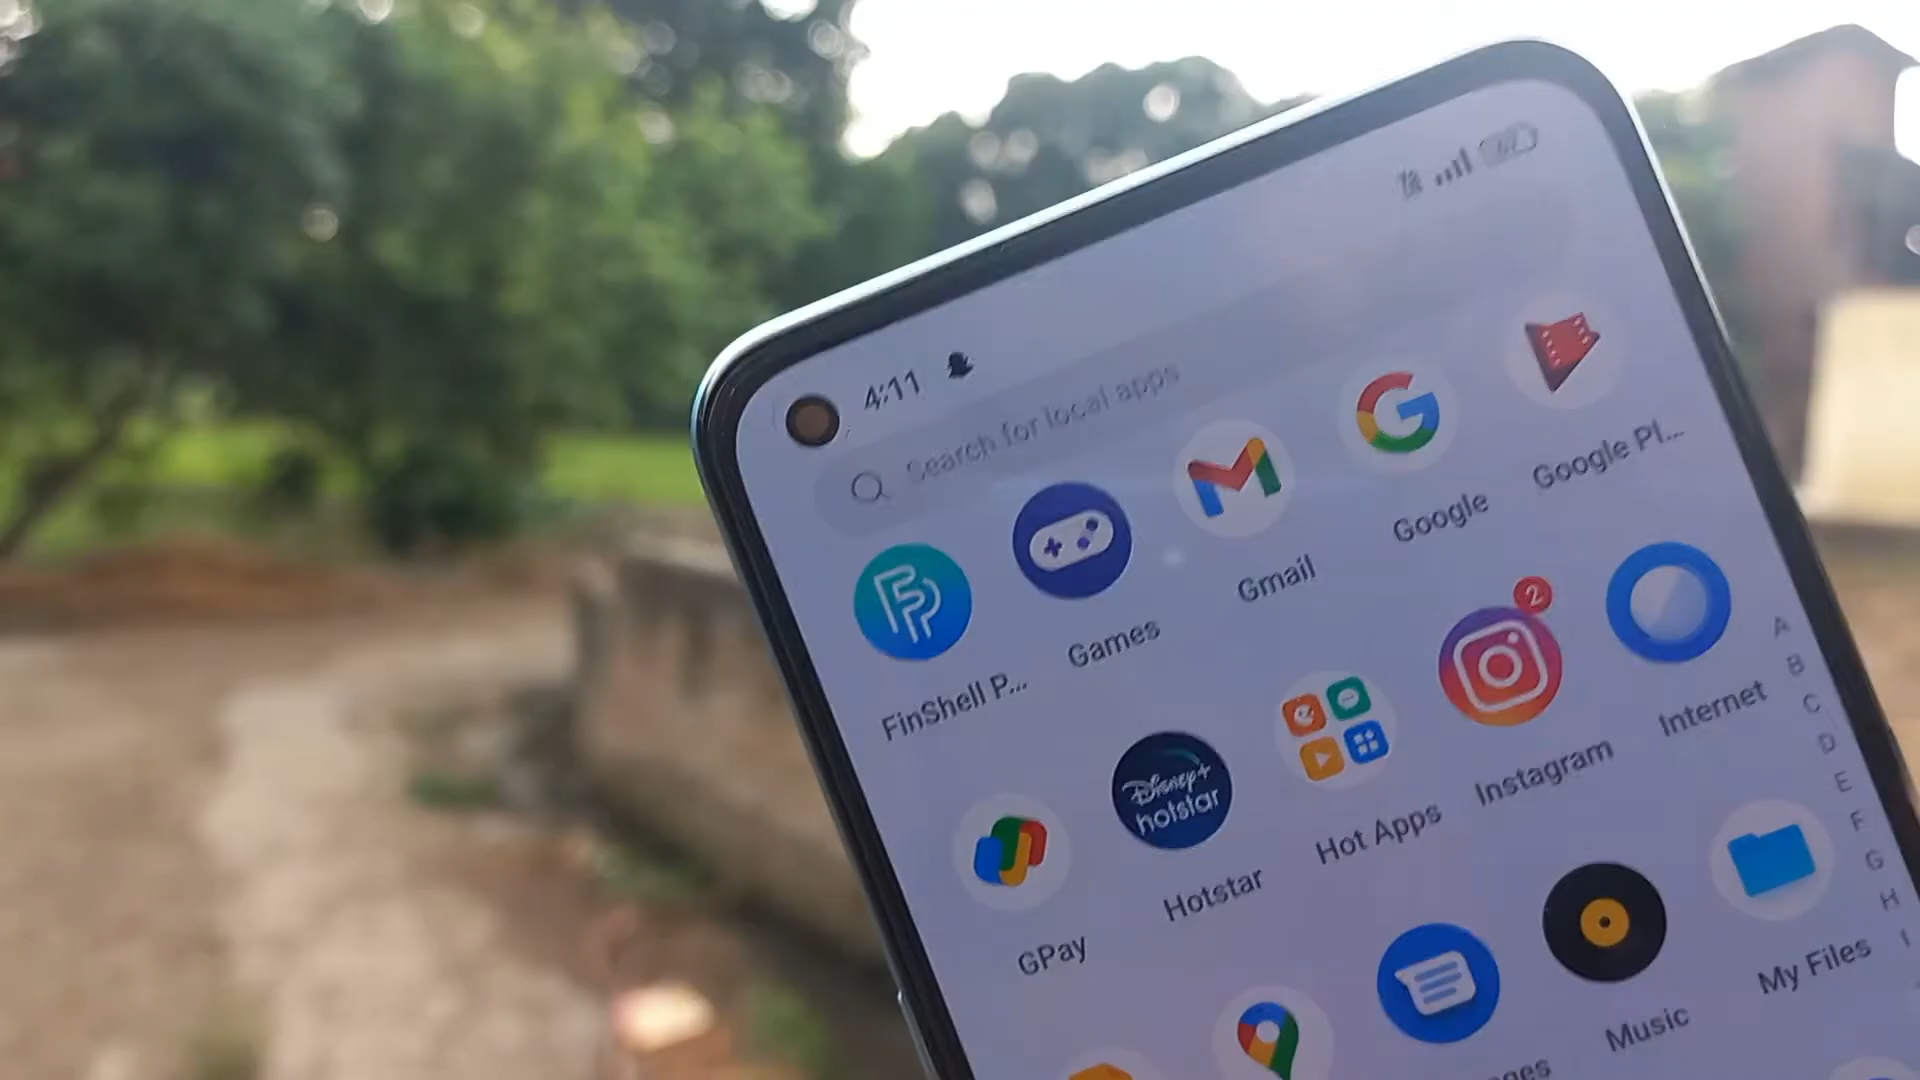 4:11
Search for local apps
FinShell P...
Games
Gmail
Google
Google Pl...
GPay
Disney+
hotstar
Hotstar
Hot Apps
2
Instagram
Internet
Music
My Files
A
B
C
D
E
F
G
H
I